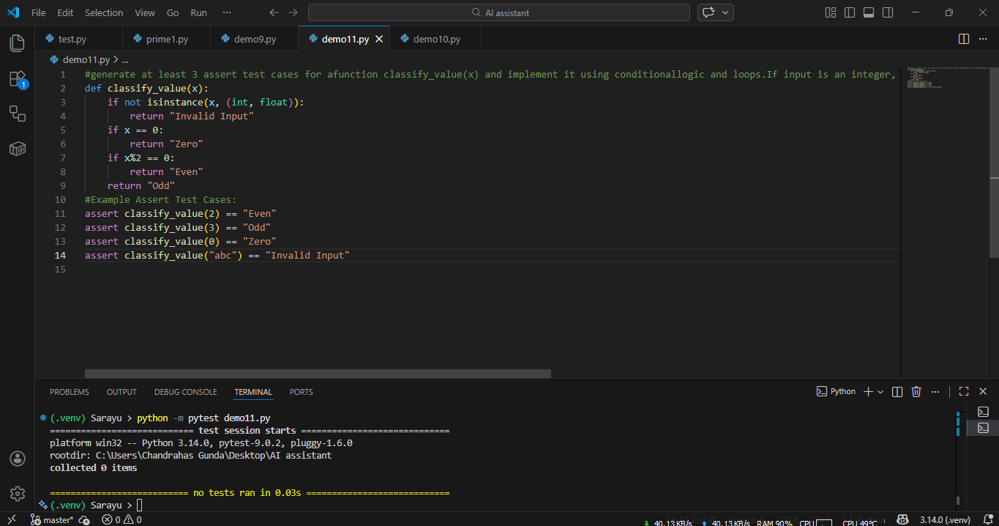 File Edit Selection View Go Run ··· AI assistant
test.py prime1.py demo9.py demo11.py demo10.py
demo11.py > ...
1 #generate at least 3 assert test cases for afunction classify_value(x) and implement it using conditionallogic and loops.If input is an integer,
2 def classify_value(x):
3 if not isinstance(x, (int, float)):
4 return "Invalid Input"
5 if x == 0:
6 return "Zero"
7 if x%2 == 0:
8 return "Even"
9 return "Odd"
10 #Example Assert Test Cases:
11 assert classify_value(2) == "Even"
12 assert classify_value(3) == "Odd"
13 assert classify_value(0) == "Zero"
14 assert classify_value("abc") == "Invalid Input"
15
1
PROBLEMS OUTPUT DEBUG CONSOLE TERMINAL PORTS Python
(.venv) Sarayu > python -m pytest demo11.py
============================ test session starts =============================
platform win32 -- Python 3.14.0, pytest-9.0.2, pluggy-1.6.0
rootdir: C:\Users\Chandrahas Gunda\Desktop\AI assistant
collected 0 items
=========================== no tests ran in 0.03s ============================
(.venv) Sarayu >
master* 0 0 40.13KB/s 40.13KB/s RAM 90% CPU CPU 49°C 3.14.0 (.venv)